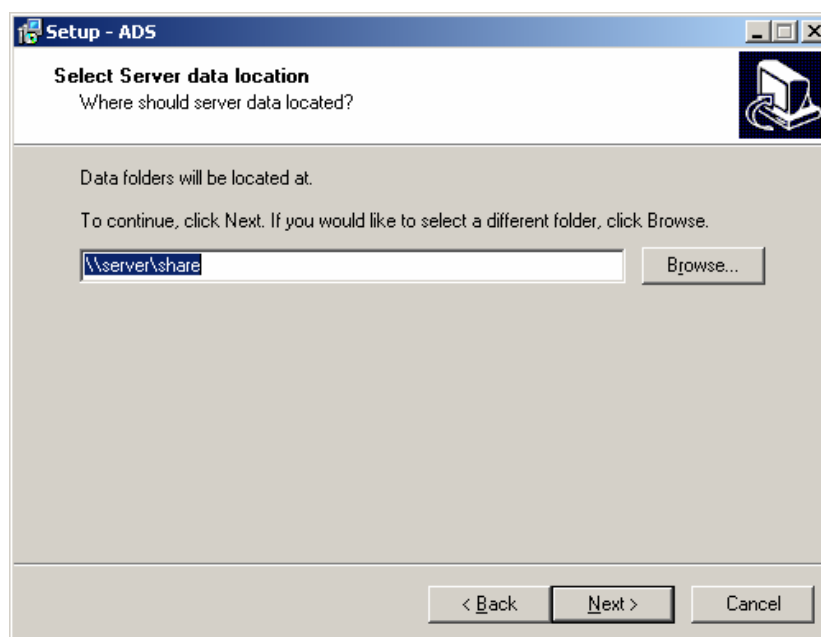 Setup - ADS
Select Server data location
Where should server data located?
Data folders will be located at.
To continue, click Next. If you would like to select a different folder, click Browse.
\\server\share
Browse...
< Back
Next >
Cancel